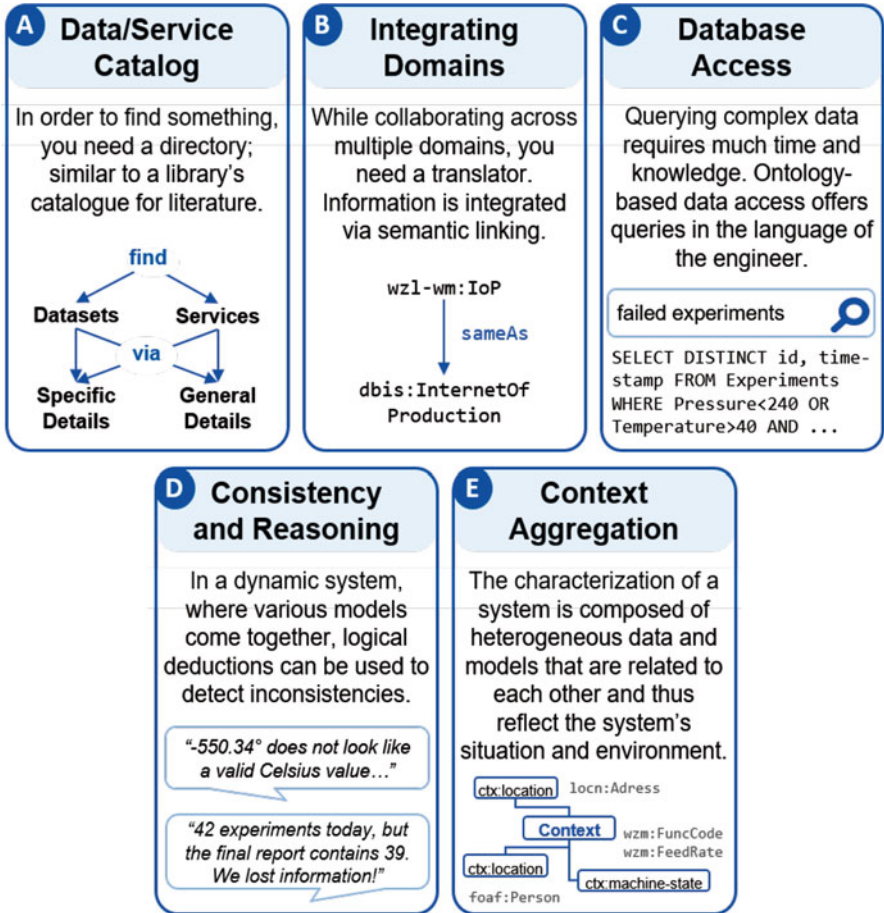 A
Data/Service
Catalog
In order to find something,
you need a directory;
similar to a library's
catalogue for literature.
find
Datasets
Services
via
Specific
Details
General
Details
B
Integrating
Domains
While collaborating across
multiple domains, you
need a translator.
Information is integrated
via semantic linking.
wzl-wm:IoP
sameAs
dbis:InternetOf
Production
C
Database
Access
Querying complex data
requires much time and
knowledge. Ontology-
based data access offers
queries in the language of
the engineer.
failed experiments
SELECT DISTINCT id, time-
stamp FROM Experiments
WHERE Pressure<240 OR
Temperature>40 AND ...
D
Consistency
and Reasoning
In a dynamic system,
where various models
come together, logical
deductions can be used to
detect inconsistencies.
“-550.34° does not look like
a valid Celsius value…”
“42 experiments today, but
the final report contains 39.
We lost information!”
E
Context
Aggregation
The characterization of a
system is composed of
heterogeneous data and
models that are related to
each other and thus
reflect the system's
situation and environment.
ctx:location
locn:Adress
Context
wzm:FuncCode
wzm:FeedRate
ctx:location
ctx:machine-state
foaf:Person